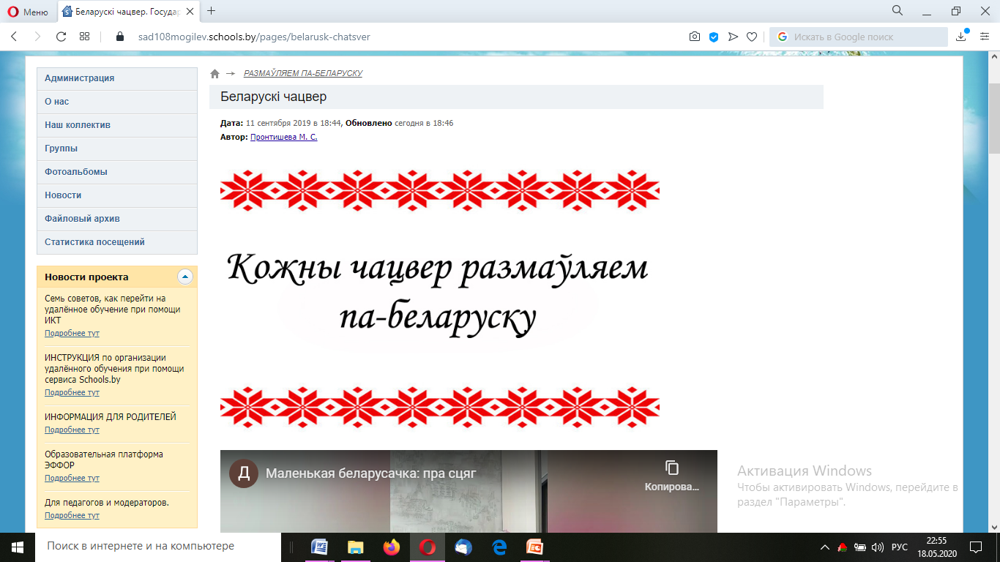 Меню
Беларускі чацвер. Государ
sad108mogilev.schools.by/pages/belarusk-chatsver
Искать в Google поиск
Администрация
О нас
Наш коллектив
Группы
Фотоальбомы
Новости
Файловый архив
Статистика посещений
Новости проекта
Семь советов, как перейти на
удалённое обучение при помощи
ИКТ
Подробнее тут
ИНСТРУКЦИЯ по организации
удалённого обучения при помощи
сервиса Schools.by
Подробнее тут
ИНФОРМАЦИЯ ДЛЯ РОДИТЕЛЕЙ
Подробнее тут
Образовательная платформа
ЭФФОР
Подробнее тут
Для педагогов и модераторов.
Подробнее тут
РАЗМАЎЛЯЕМ ПА-БЕЛАРУСКУ
Беларускі чацвер
Дата: 11 сентября 2019 в 18:44, Обновлено сегодня в 18:46
Автор: Пронтишева М. С.
Кожны чацвер размаўляем
па-беларуску
Д
Маленькая беларусачка: пра сцяг
Копирова...
Активация Windows
Чтобы активировать Windows, перейдите в
раздел "Параметры".
Поиск в интернете и на компьютере
РУС
22:55
18.05.2020